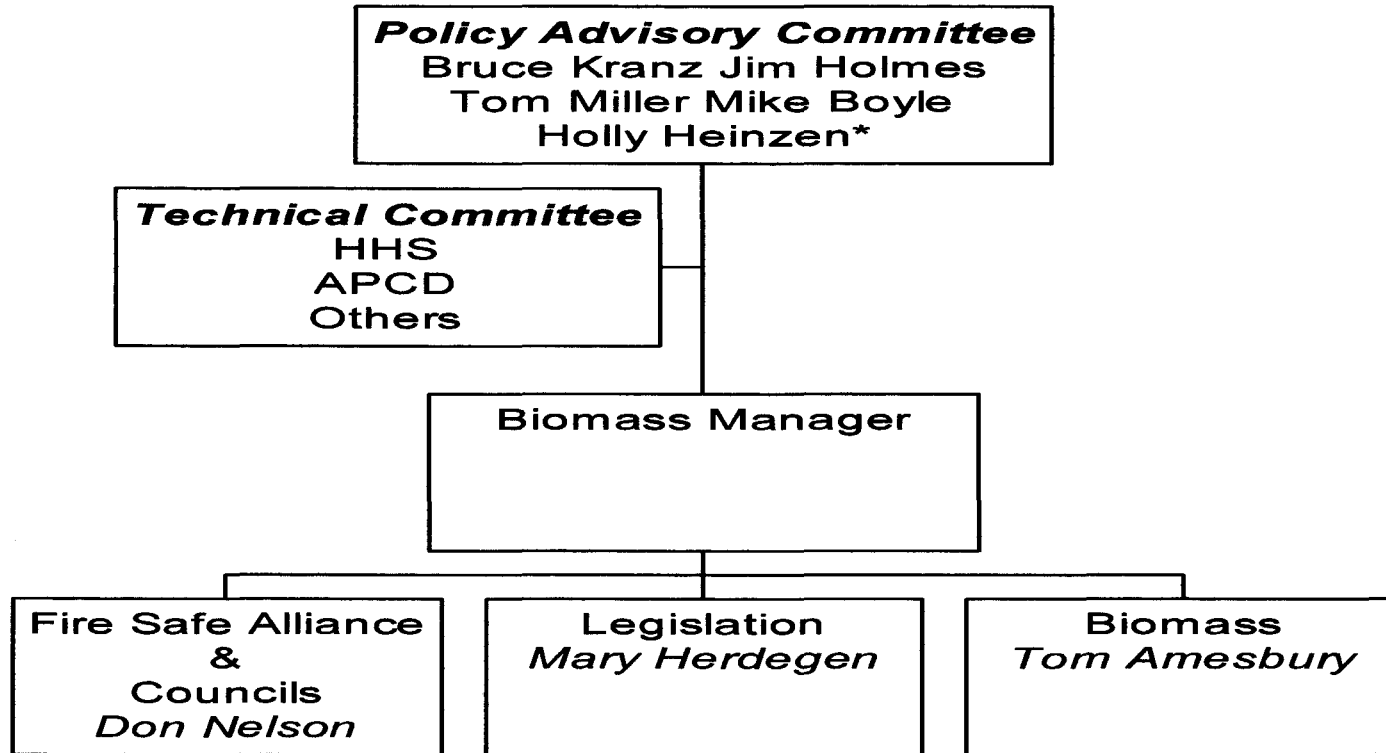 Policy Advisory Committee
Bruce Kranz Jim Holmes
Tom Miller Mike Boyle
Holly Heinzen*
Technical Committee
HHS
APCD
Others
Biomass Manager
Fire Safe Alliance
&
Councils
Don Nelson
Legislation
Mary Herdegen
Biomass
Tom Amesbury